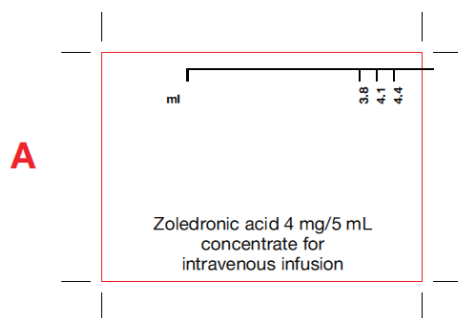 A
ml
3.8
4.1
4.4
Zoledronic acid 4 mg/5 mL
concentrate for
intravenous infusion